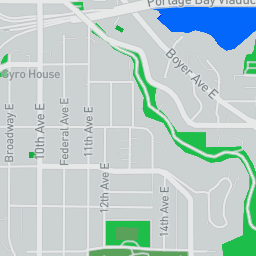 Portage Bay Viaduct
Boyer Ave E
Gyro House
Broadway E
10th Ave E
Federal Ave E
11th Ave E
12th Ave E
14th Ave E